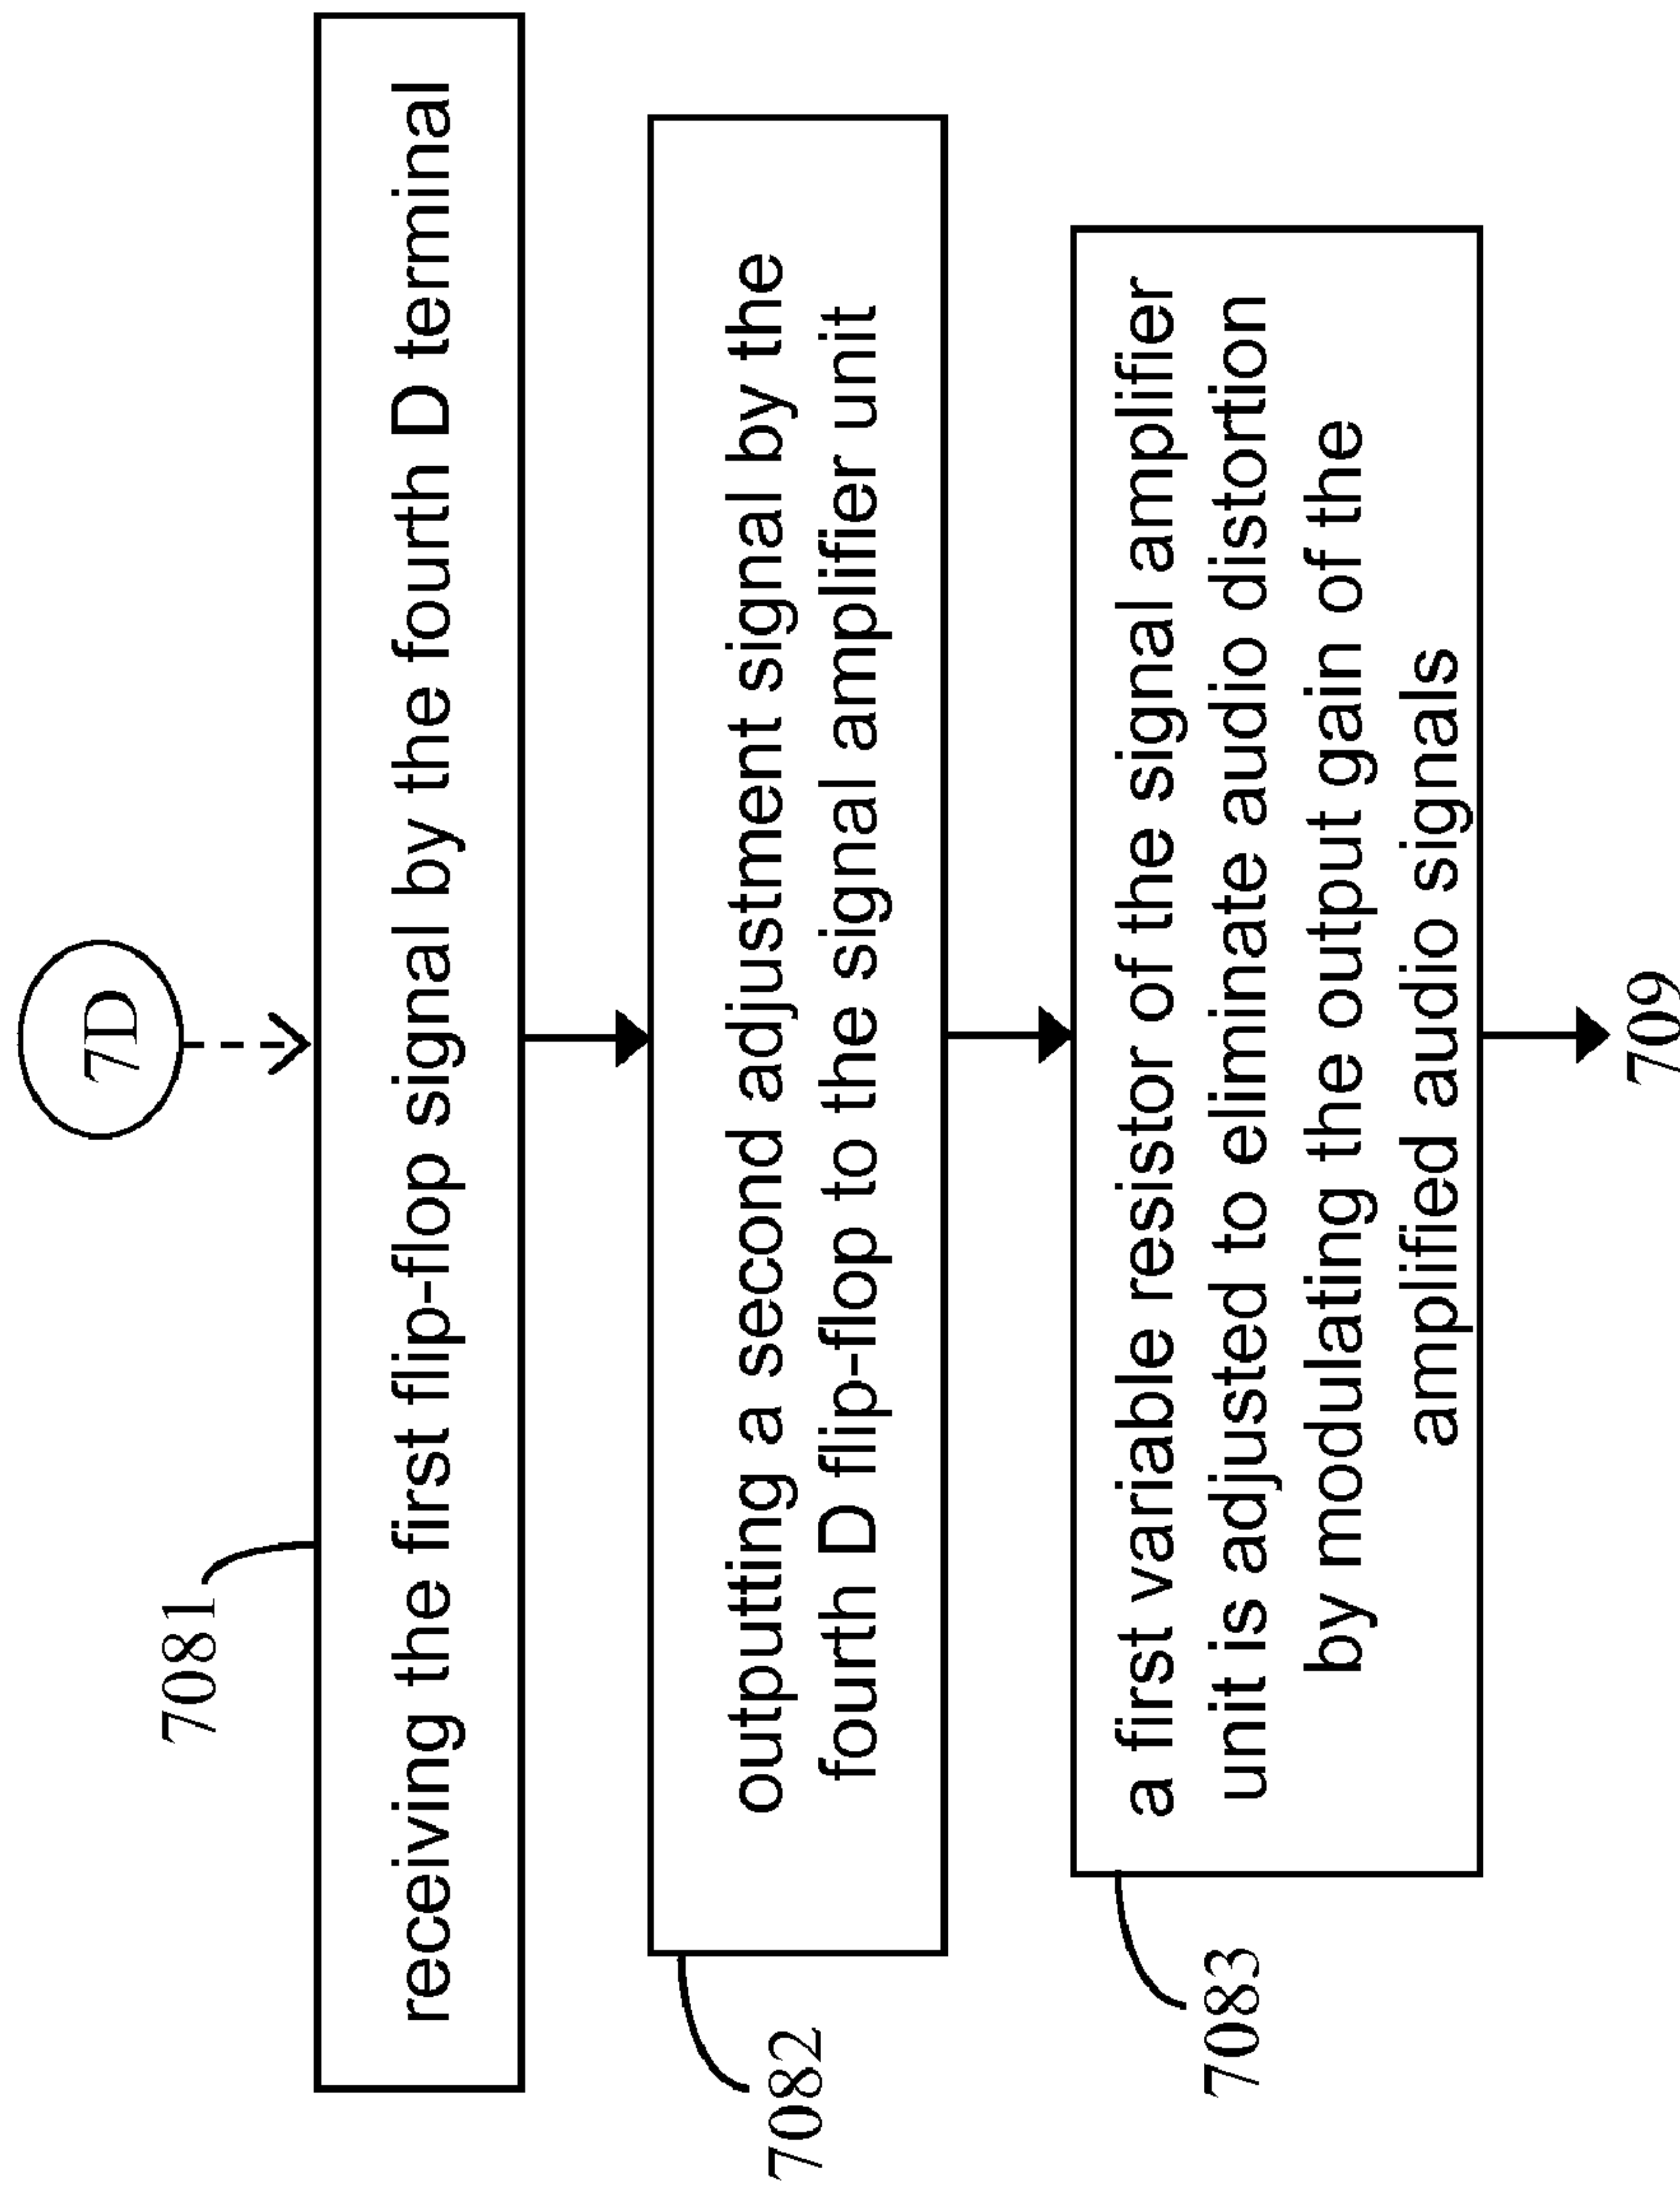 7D
7081
receiving the first flip-flop signal by the fourth D terminal
7082
outputting a second adjustment signal by the
fourth D flip-flop to the signal amplifier unit
7083
a first variable resistor of the signal amplifier
unit is adjusted to eliminate audio distortion
by modulating the output gain of the
amplified audio signals
709